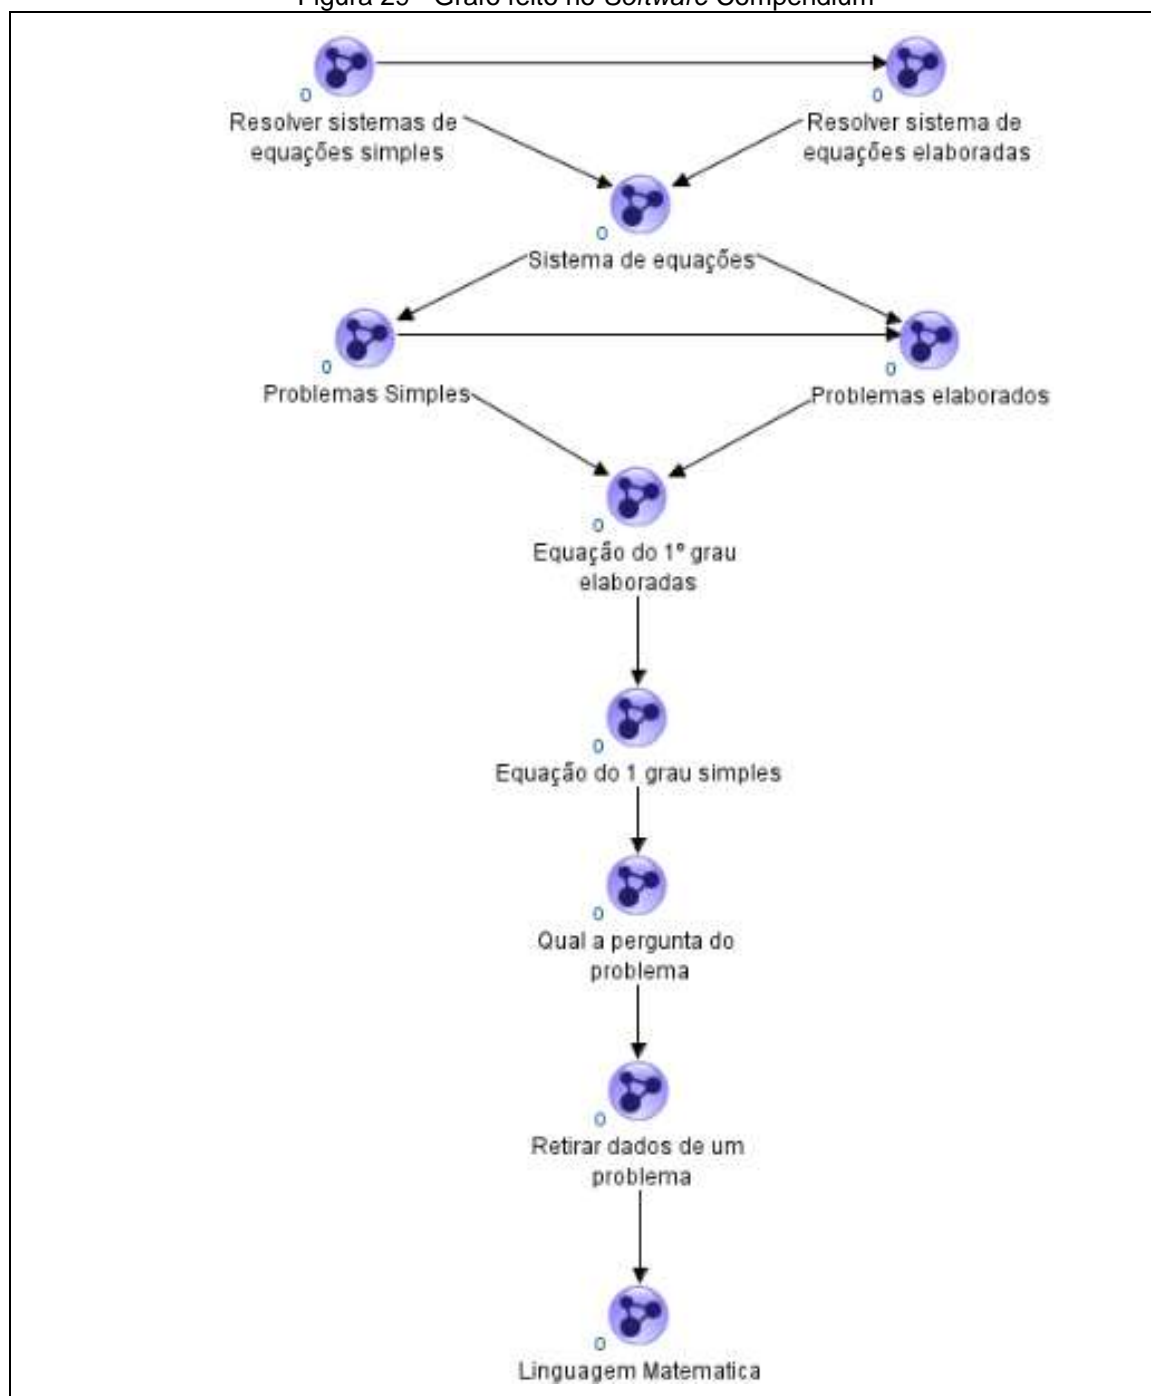 Figura 29 - Grafo feito no Software Compendium
0
0
Resolver sistemas de
equações simples
Resolver sistema de
equações elaboradas
0
Sistema de equações
0
0
Problemas Simples
Problemas elaborados
0
Equação do 1º grau
elaboradas
0
Equação do 1 grau simples
0
Qual a pergunta do
problema
0
Retirar dados de um
problema
0
Linguagem Matematica